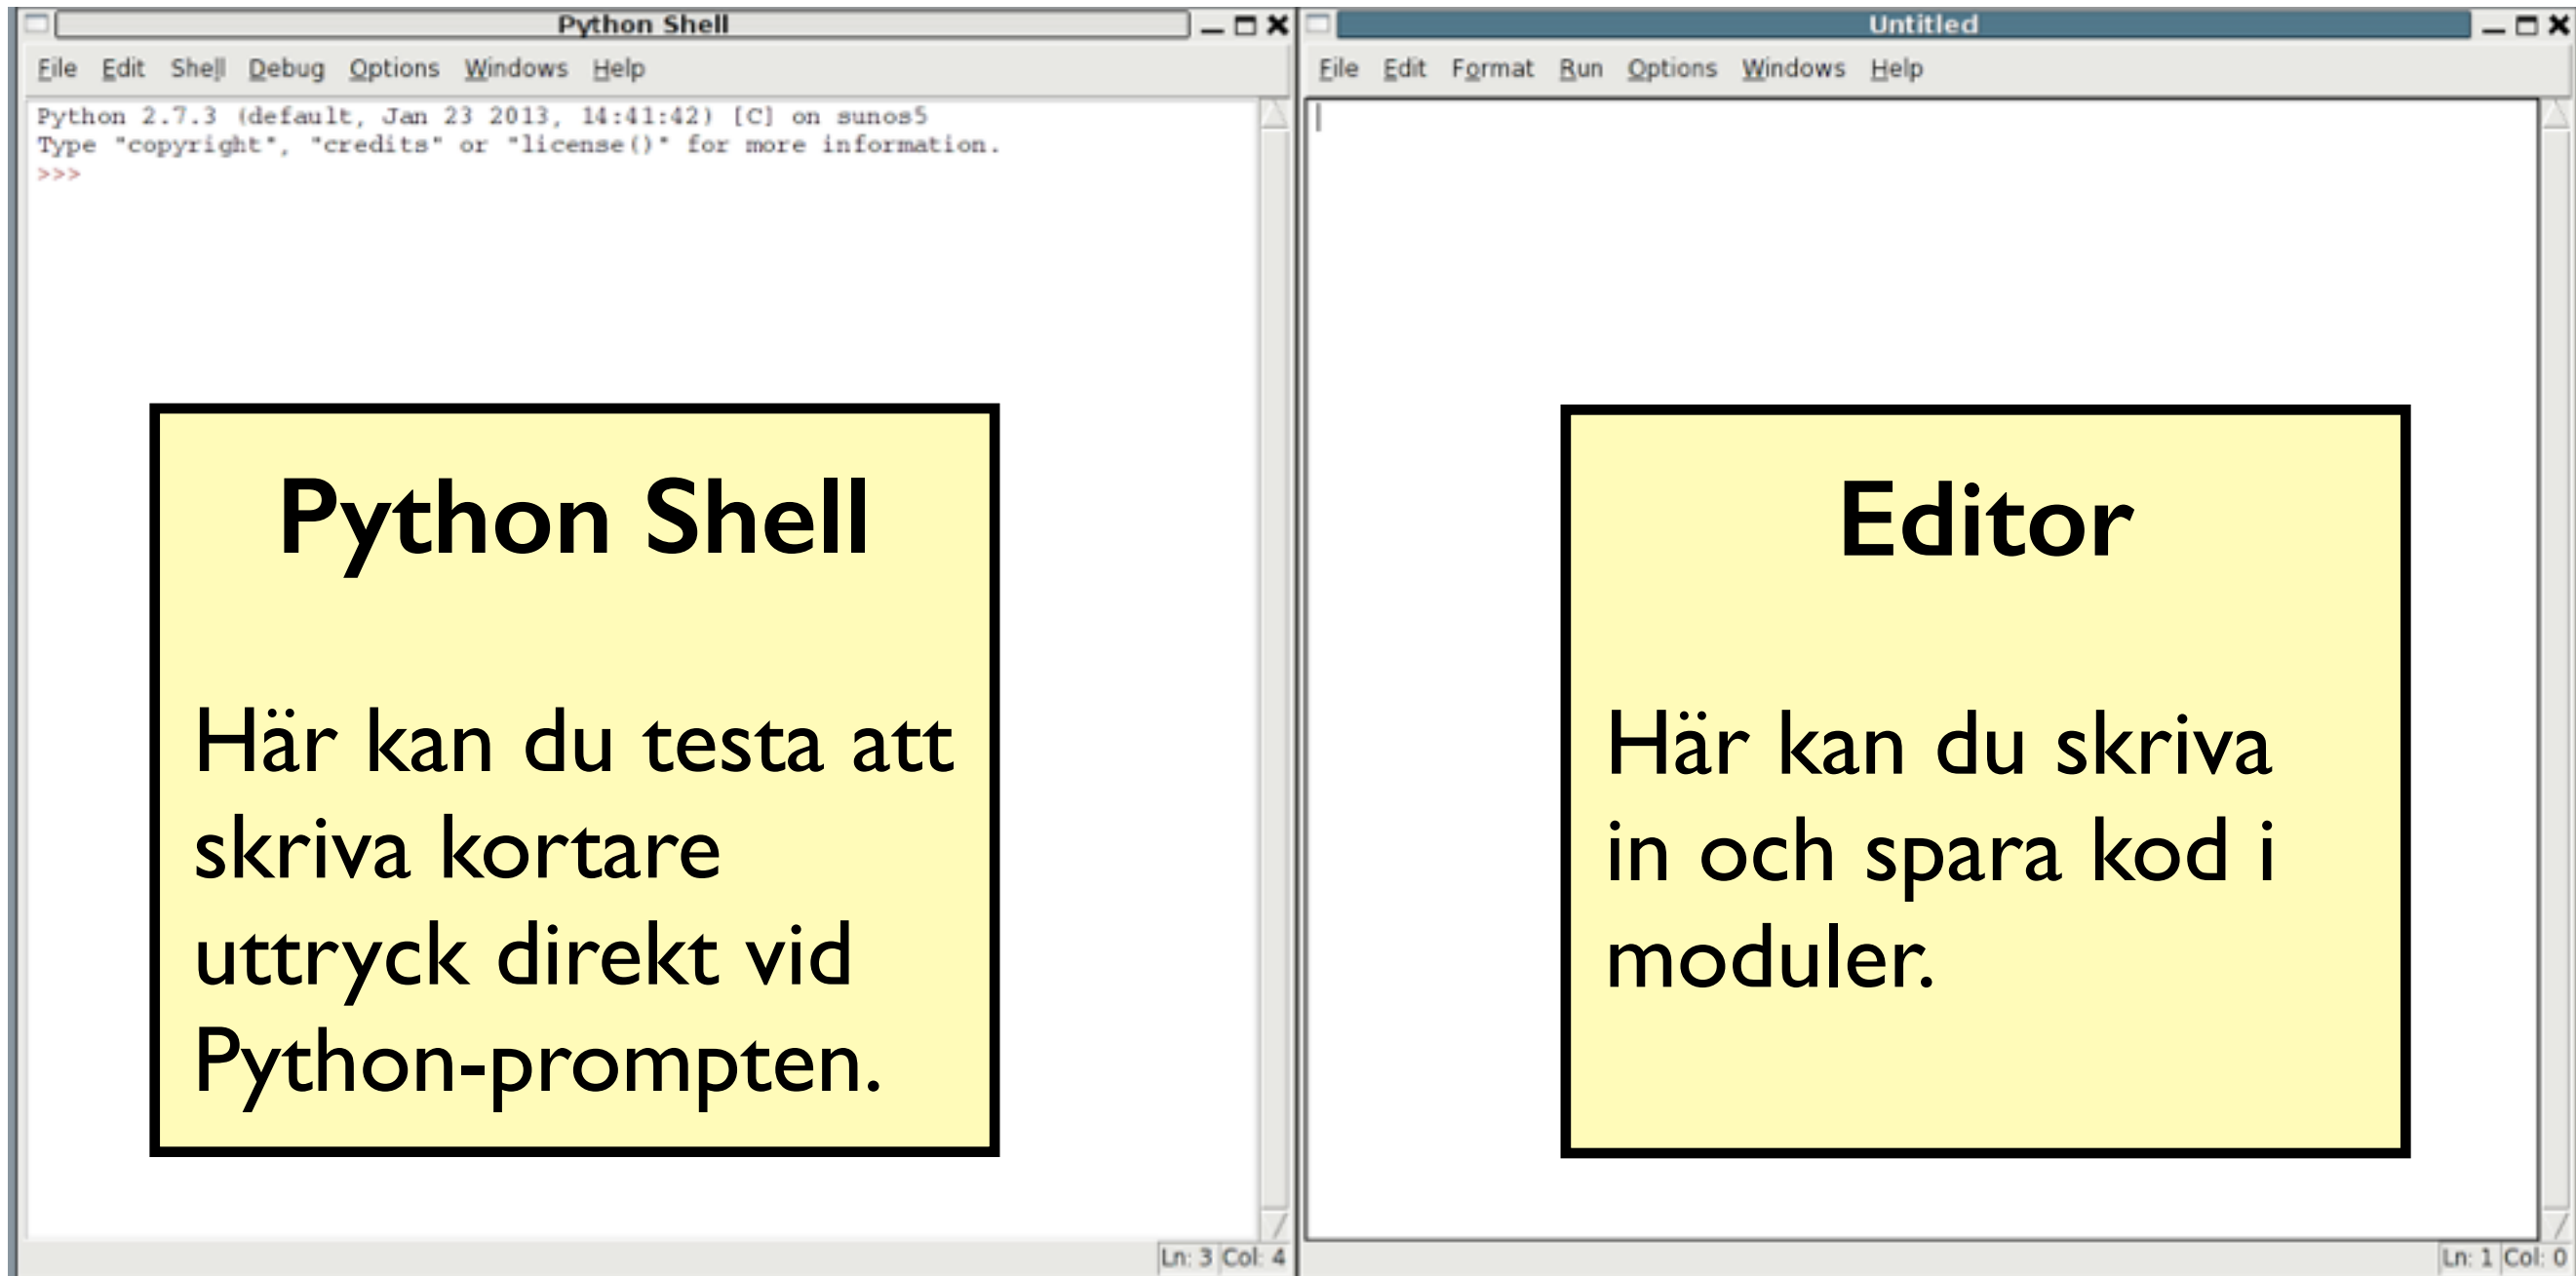 Python Shell
File Edit Shell Debug Options Windows Help
Python 2.7.3 (default, Jan 23 2013, 14:41:42) [C] on sunos5
Type "copyright", "credits" or "license()" for more information.
>>>
Python Shell
Här kan du testa att
skriva kortare
uttryck direkt vid
Python-prompten.
Ln: 3 Col: 4
Untitled
File Edit Format Run Options Windows Help
Editor
Här kan du skriva
in och spara kod i
moduler.
Ln: 1 Col: 0